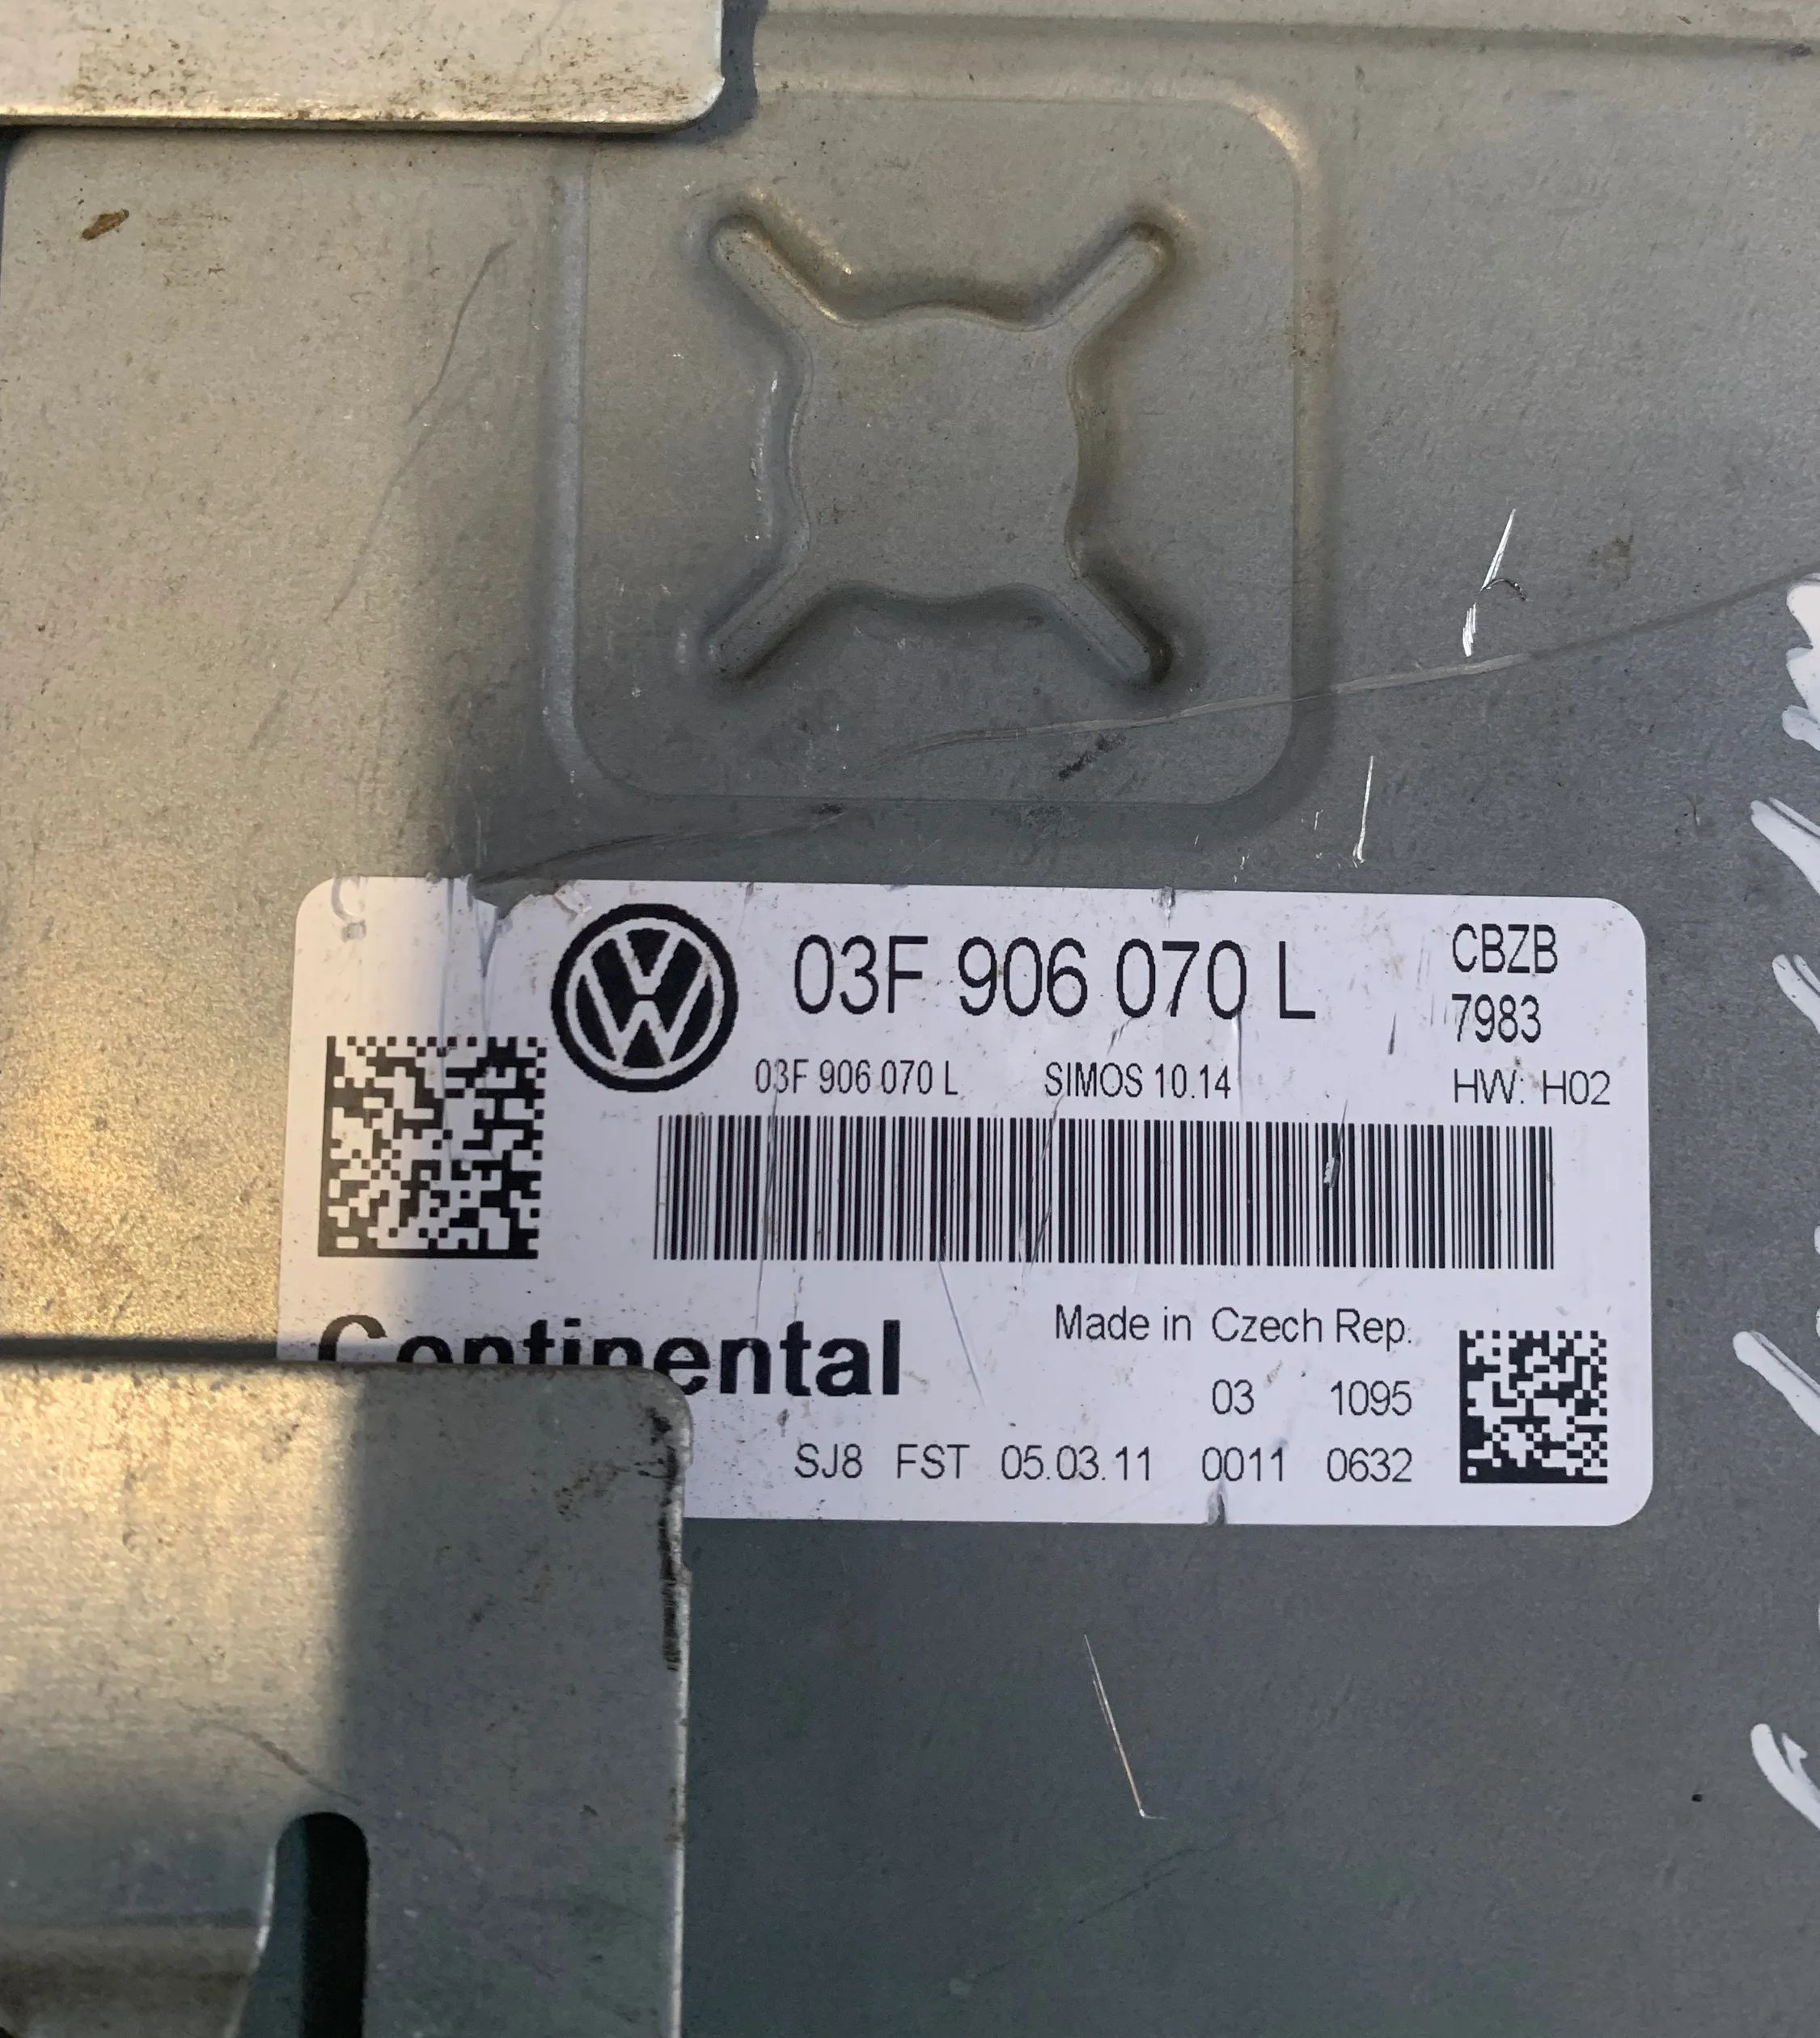 03F 906 070 L
CBZB
7983
03F 906 070 L SIMOS 10.14
HW: H02
Continental
Made in Czech Rep.
03 1095
SJ8 FST 05.03.11 0011 0632